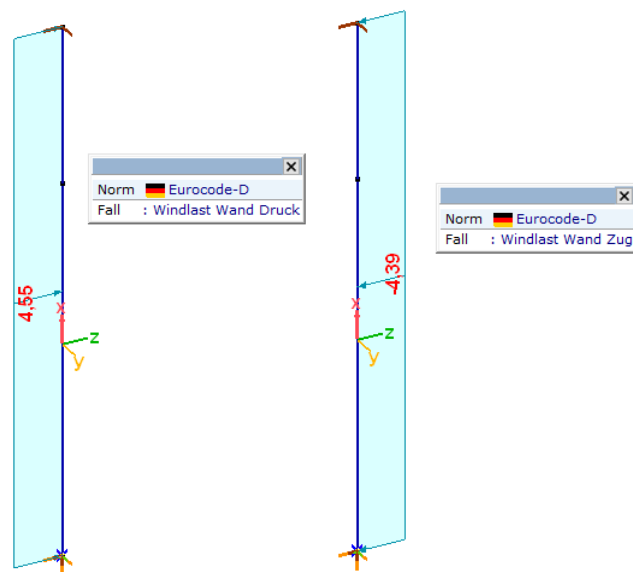 Norm Eurocode-D
Fall : Windlast Wand Druck
4,55
x
z
y
Norm Eurocode-D
Fall : Windlast Wand Zug
-4,39
x
z
y